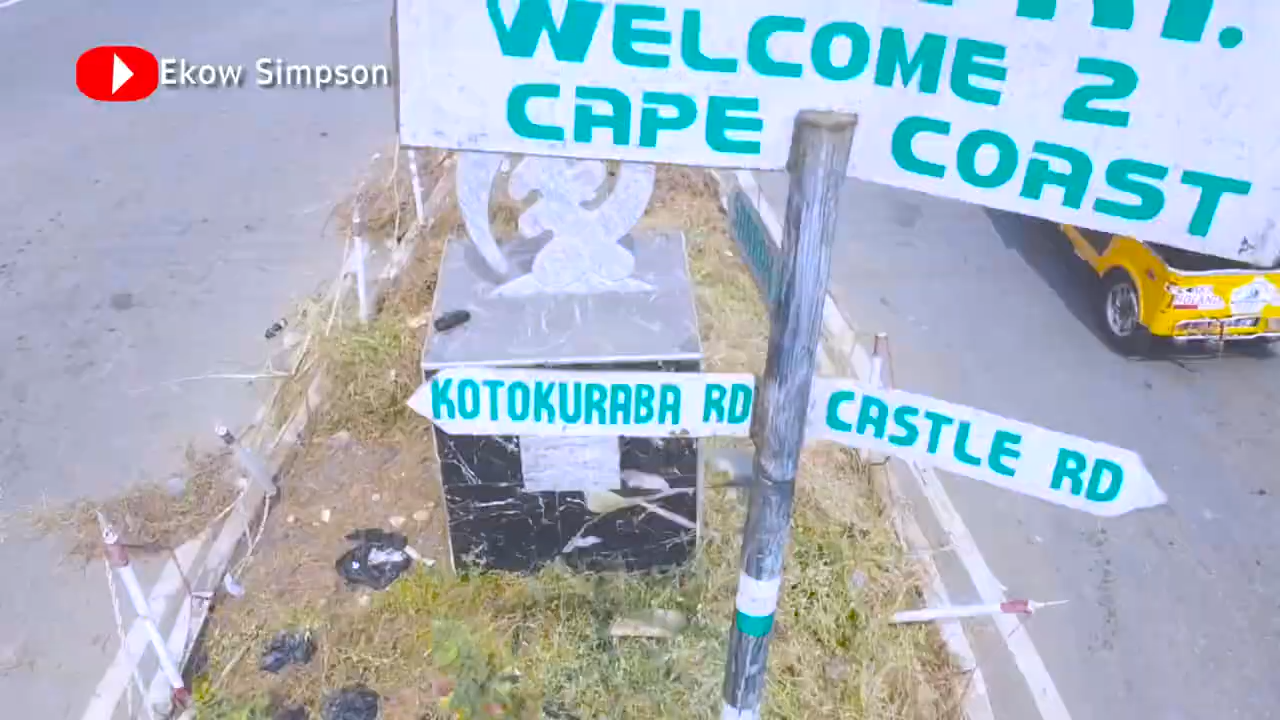 Ekow Simpson
WELCOME 2
CAPE COAST
KOTOKURABA RD
CASTLE RD